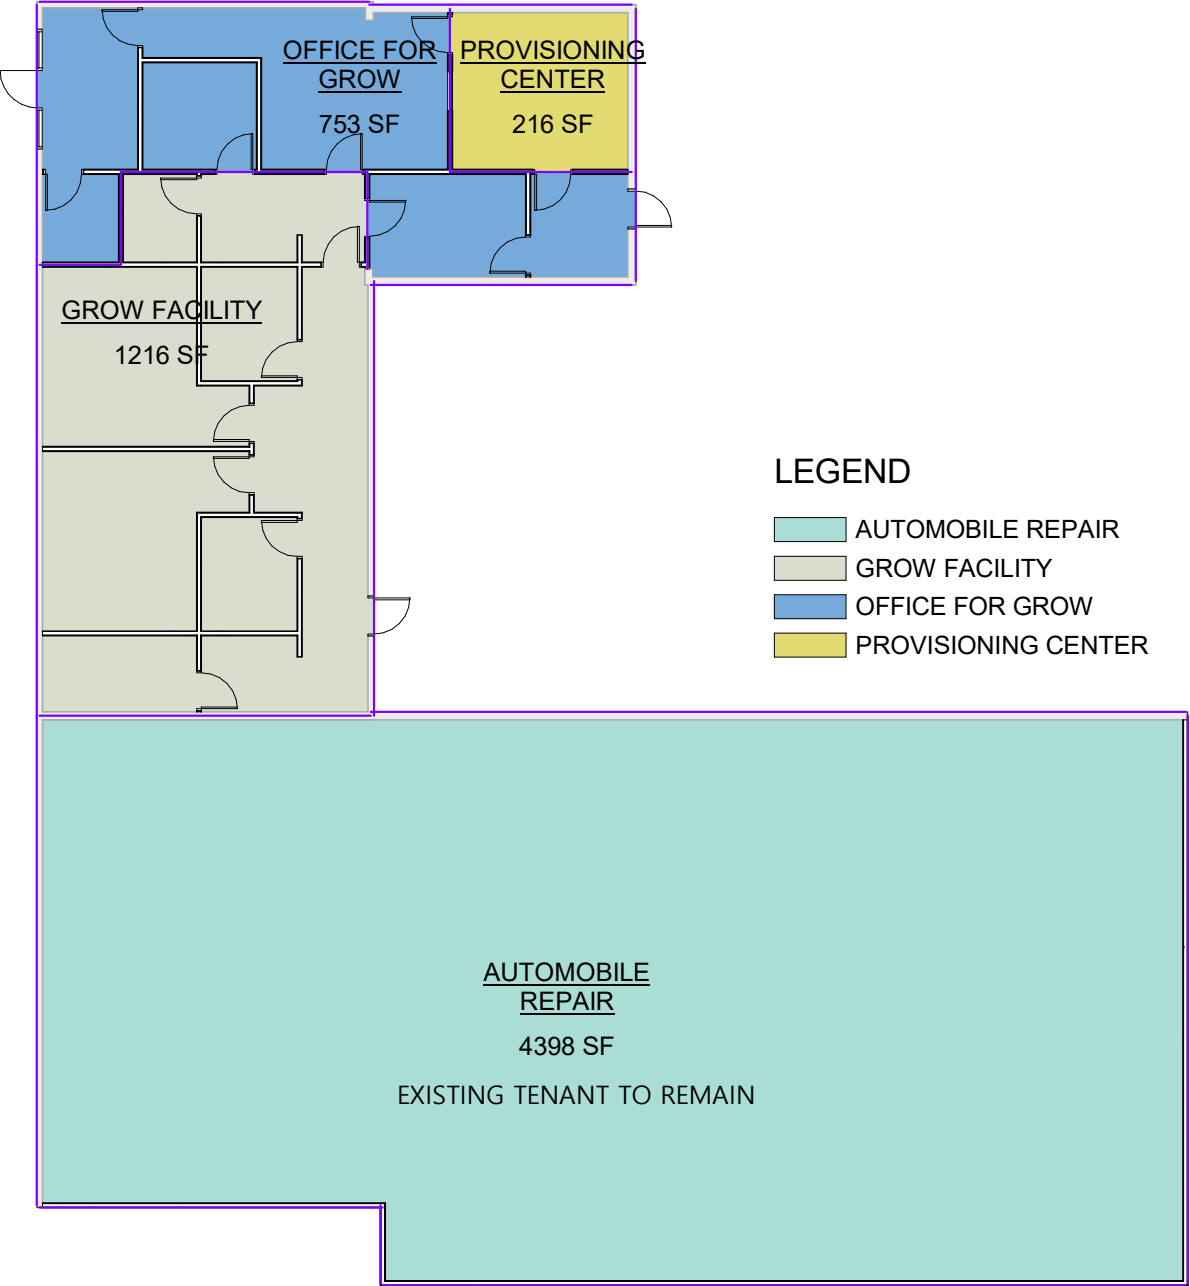 OFFICE FOR
GROW
753 SF
PROVISIONING
CENTER
216 SF
GROW FACILITY
1216 SF
LEGEND
AUTOMOBILE REPAIR
GROW FACILITY
OFFICE FOR GROW
PROVISIONING CENTER
AUTOMOBILE
REPAIR
4398 SF
EXISTING TENANT TO REMAIN